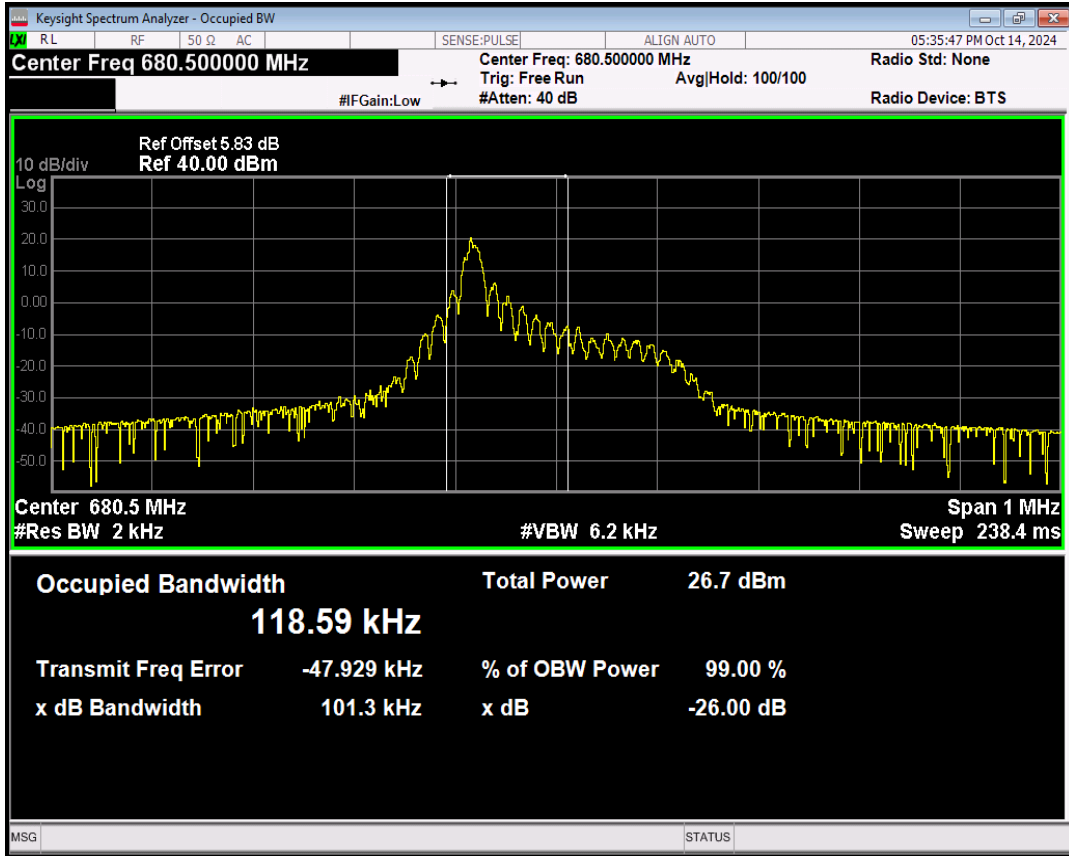 Keysight Spectrum Analyzer - Occupied BW
LXI RL RF 50 Ω AC SENSE:PULSE ALIGN AUTO 05:35:47 PM Oct 14, 2024
Center Freq 680.500000 MHz Center Freq: 680.500000 MHz Radio Std: None
Trig: Free Run Avg|Hold: 100/100
#IFGain:Low #Atten: 40 dB Radio Device: BTS
Ref Offset 5.83 dB
10 dB/div Ref 40.00 dBm
Log
30.0
20.0
10.0
0.00
-10.0
-20.0
-30.0
-40.0
-50.0
Center 680.5 MHz Span 1 MHz
#Res BW 2 kHz #VBW 6.2 kHz Sweep 238.4 ms
Occupied Bandwidth Total Power 26.7 dBm
118.59 kHz
Transmit Freq Error -47.929 kHz % of OBW Power 99.00 %
x dB Bandwidth 101.3 kHz x dB -26.00 dB
MSG STATUS